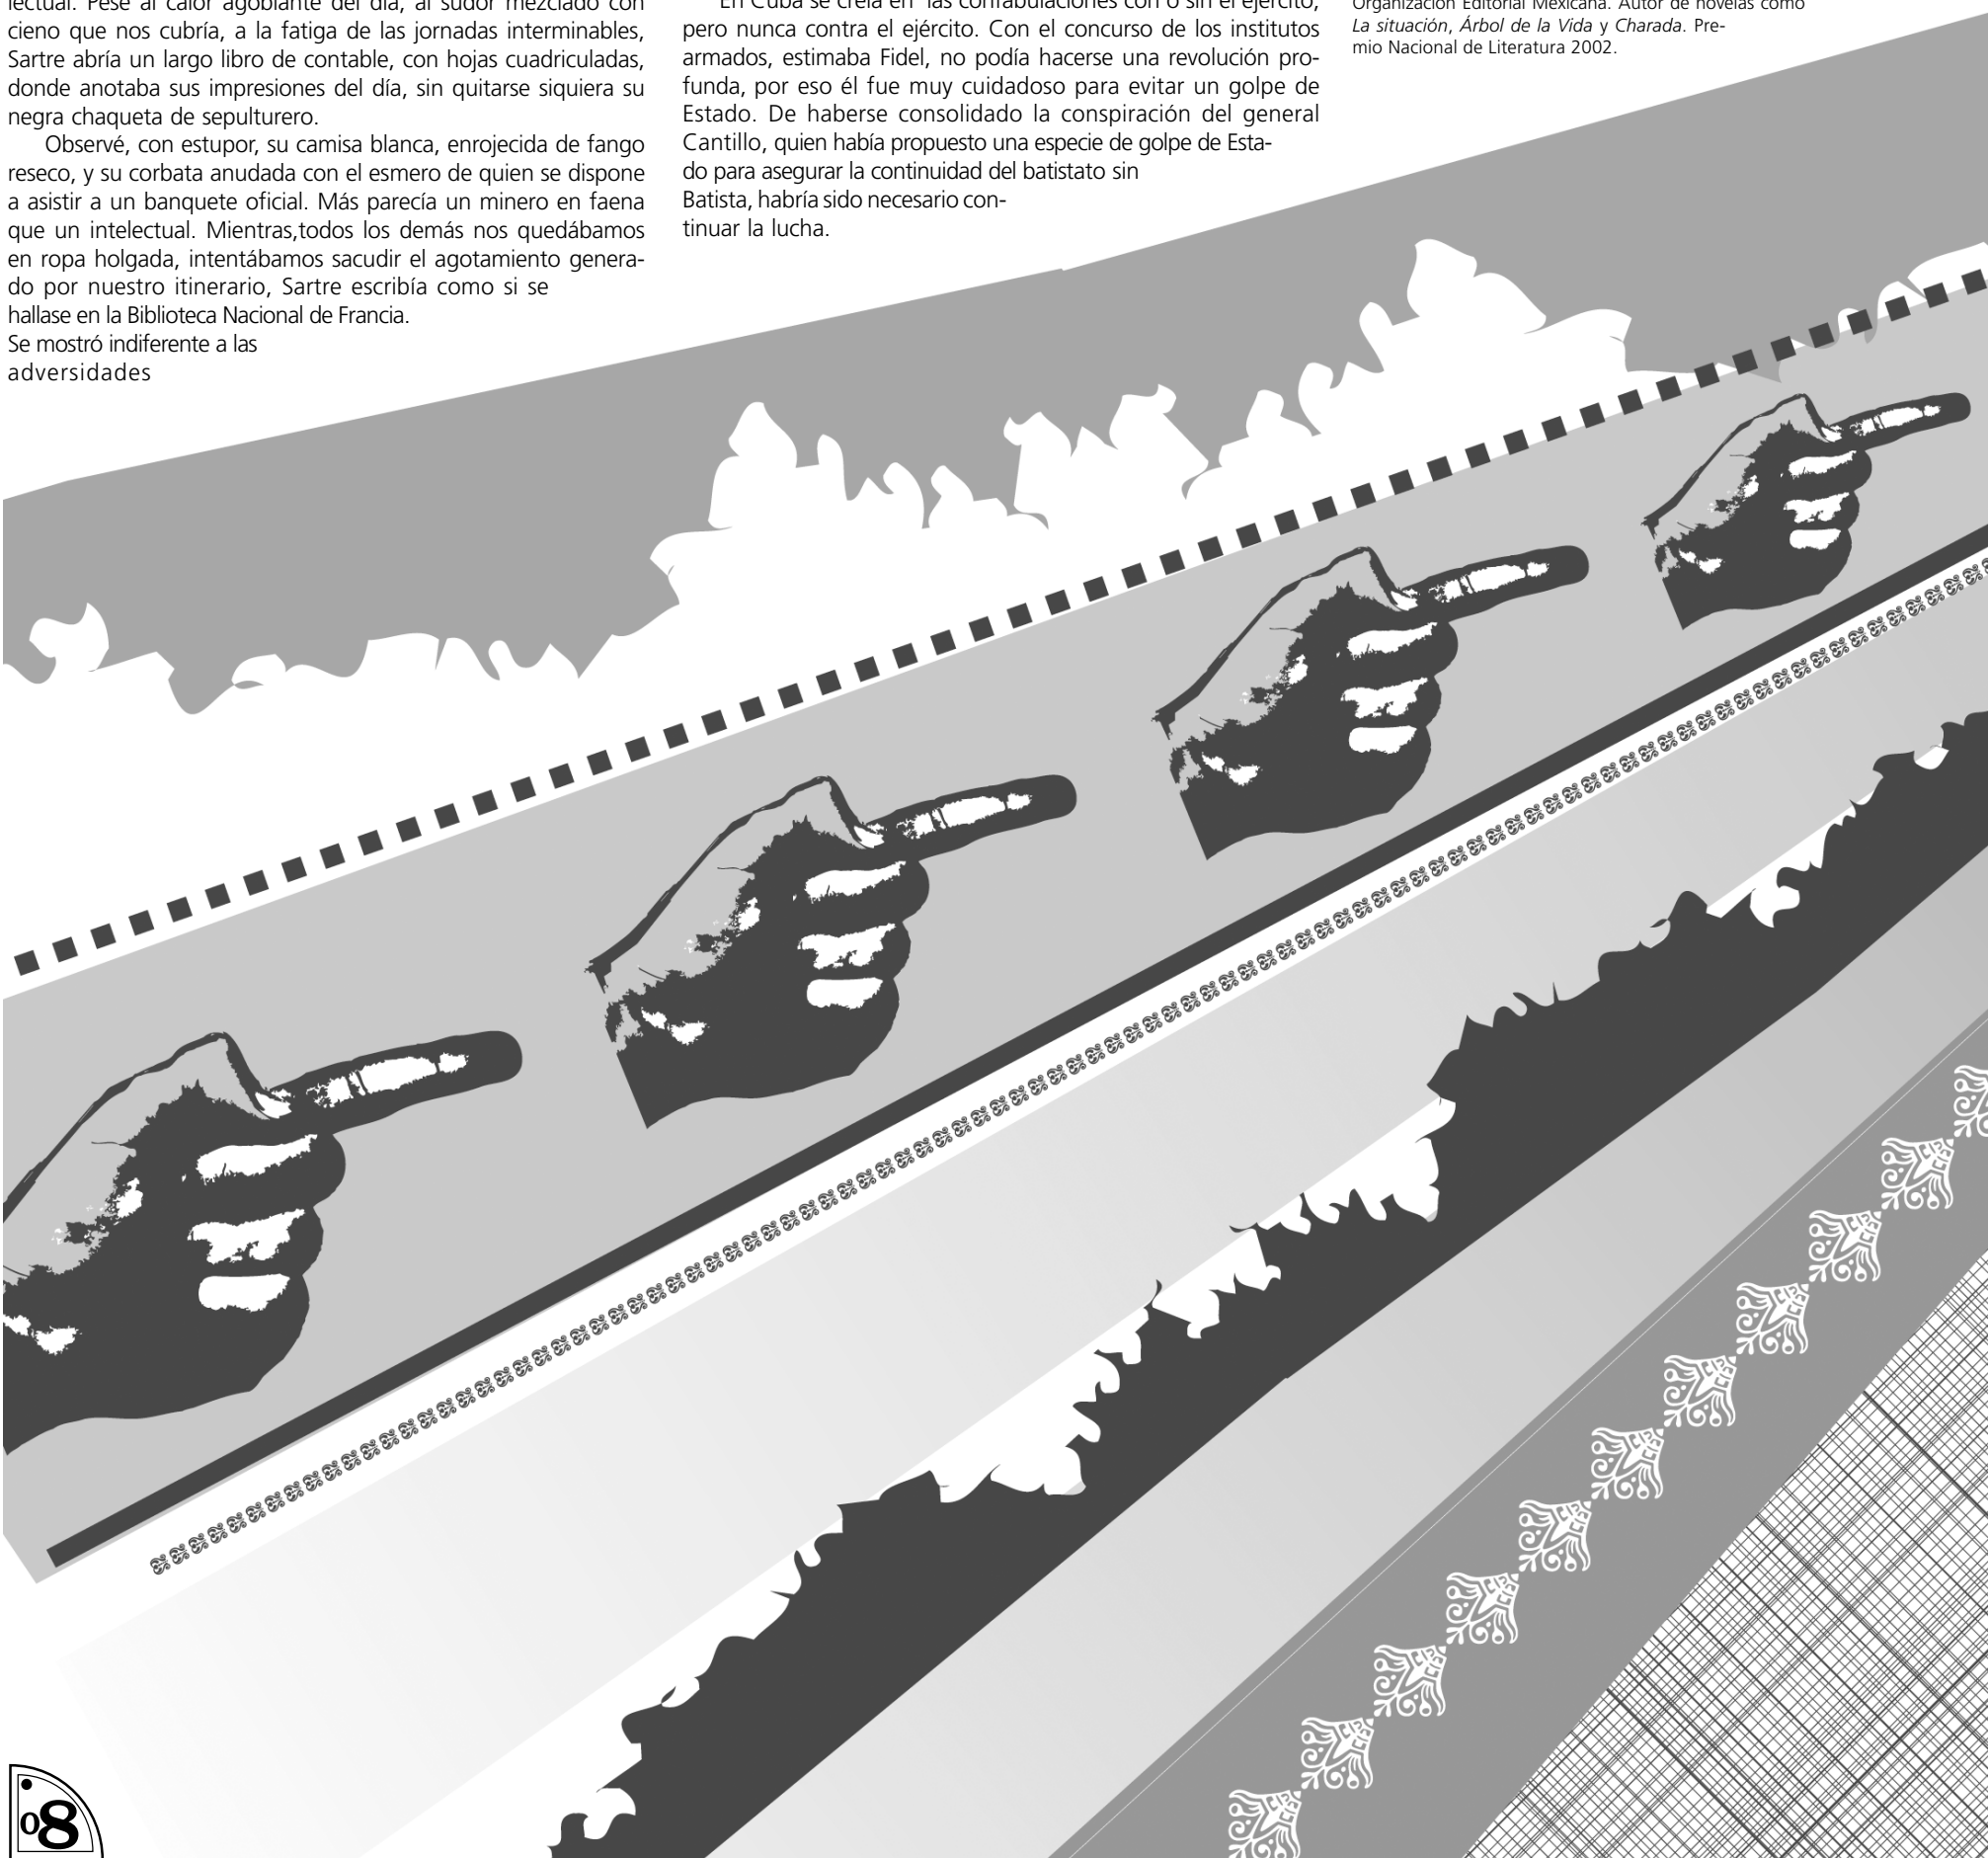 lectual. Pese al calor agobiante del día, al sudor mezclado con
cieno que nos cubría, a la fatiga de las jornadas interminables,
Sartre abría un largo libro de contable, con hojas cuadriculadas,
donde anotaba sus impresiones del día, sin quitarse siquiera su
negra chaqueta de sepulturero.
Observé, con estupor, su camisa blanca, enrojecida de fango
reseco, y su corbata anudada con el esmero de quien se dispone
a asistir a un banquete oficial. Más parecía un minero en faena
que un intelectual. Mientras,todos los demás nos quedábamos
en ropa holgada, intentábamos sacudir el agotamiento genera-
do por nuestro itinerario, Sartre escribía como si se
hallase en la Biblioteca Nacional de Francia.
Se mostró indiferente a las
adversidades
En Cuba se creía en las confabulaciones con o sin el ejército,
pero nunca contra el ejército. Con el concurso de los institutos
armados, estimaba Fidel, no podía hacerse una revolución pro-
funda, por eso él fue muy cuidadoso para evitar un golpe de
Estado. De haberse consolidado la conspiración del general
Cantillo, quien había propuesto una especie de golpe de Esta-
do para asegurar la continuidad del batistato sin
Batista, habría sido necesario con-
tinuar la lucha.
Organización Editorial Mexicana. Autor de novelas como
La situación, Árbol de la Vida y Charada. Pre-
mio Nacional de Literatura 2002.
08